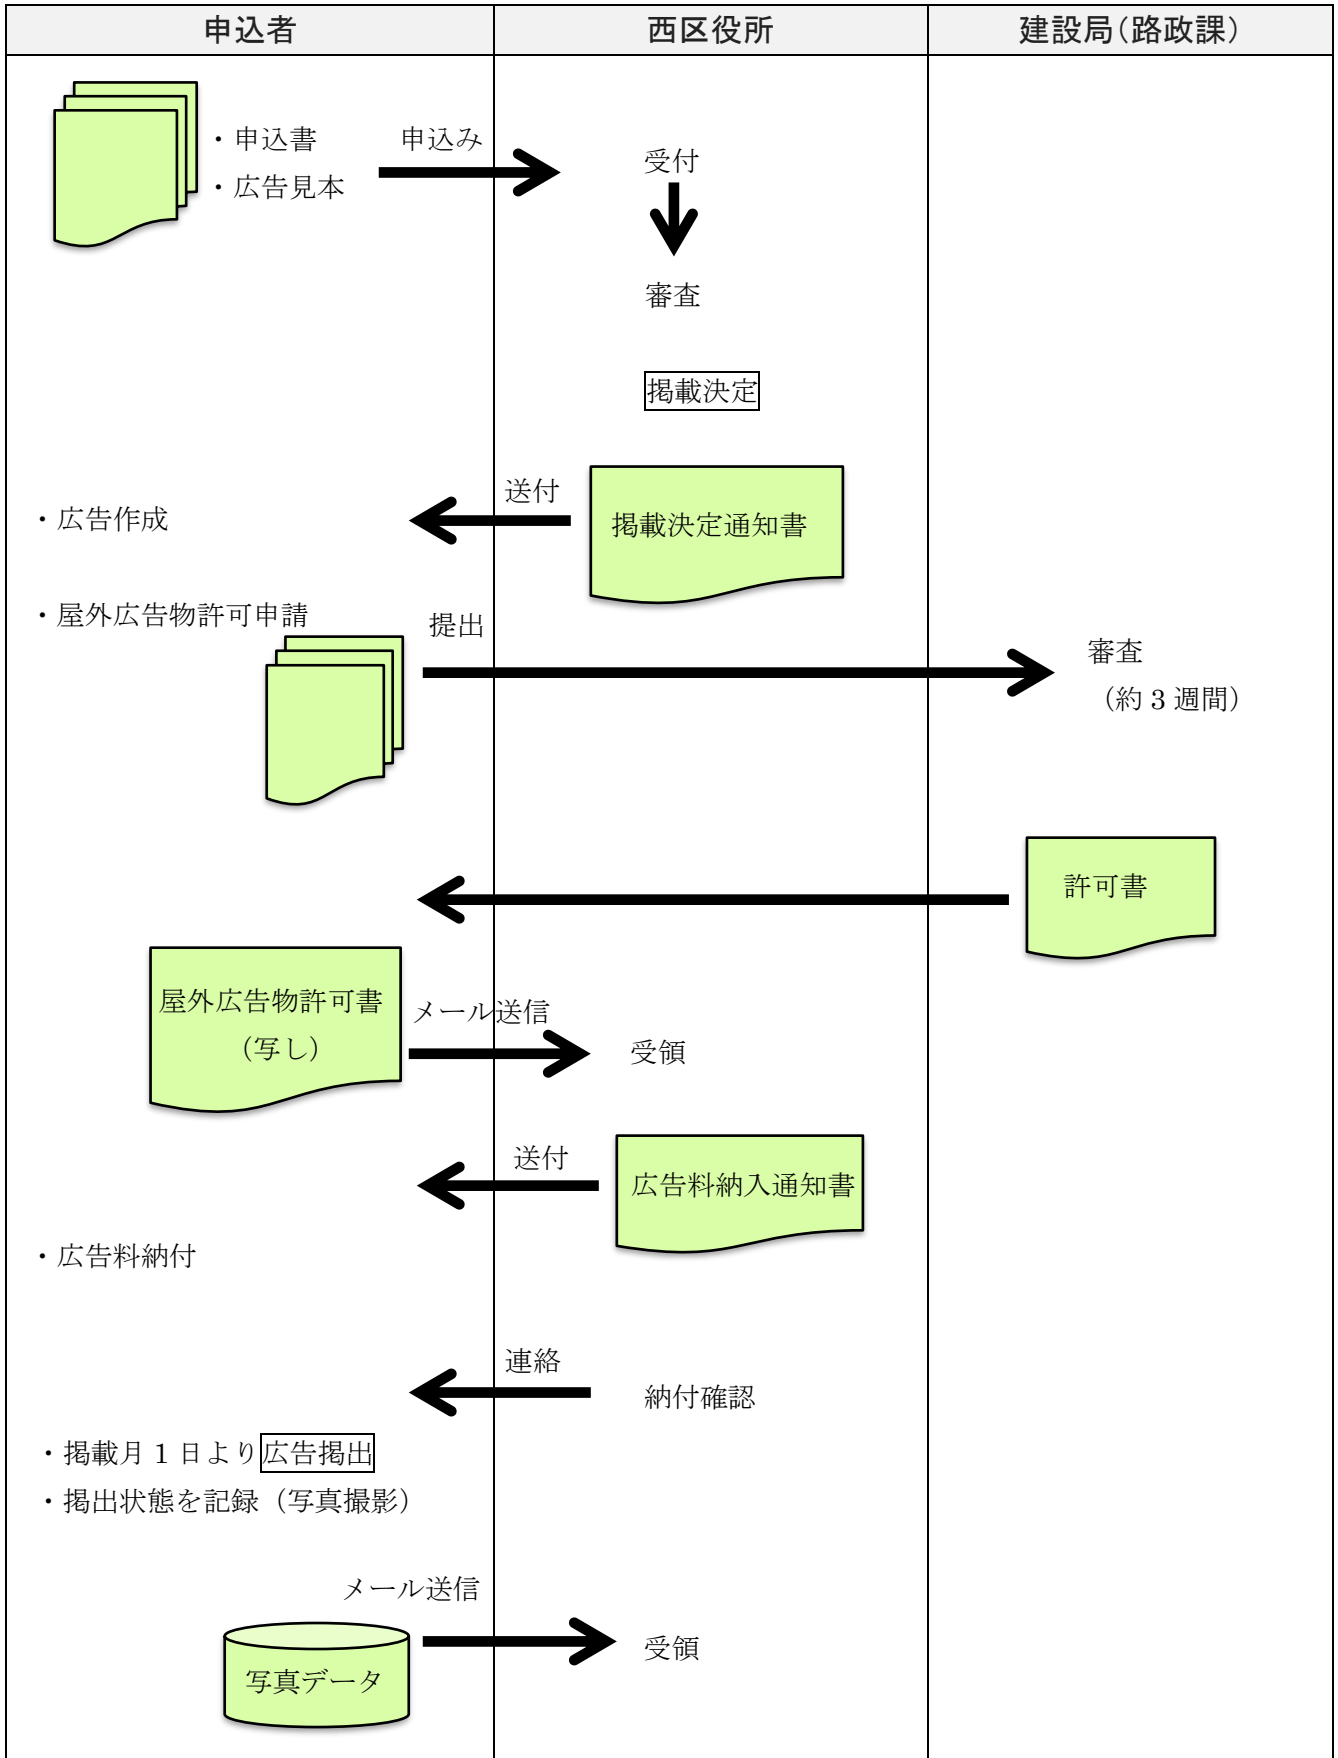 申込者
西区役所
建設局(路政課)
・申込書
申込み
・広告見本
受付
審査
掲載決定
送付
掲載決定通知書
・広告作成
・屋外広告物許可申請
提出
審査
（約 3 週間）
許可書
屋外広告物許可書
（写し）
メール送信
受領
送付
広告料納入通知書
・広告料納付
連絡
納付確認
・掲載月 1 日より広告掲出
・掲出状態を記録（写真撮影）
メール送信
受領
写真データ